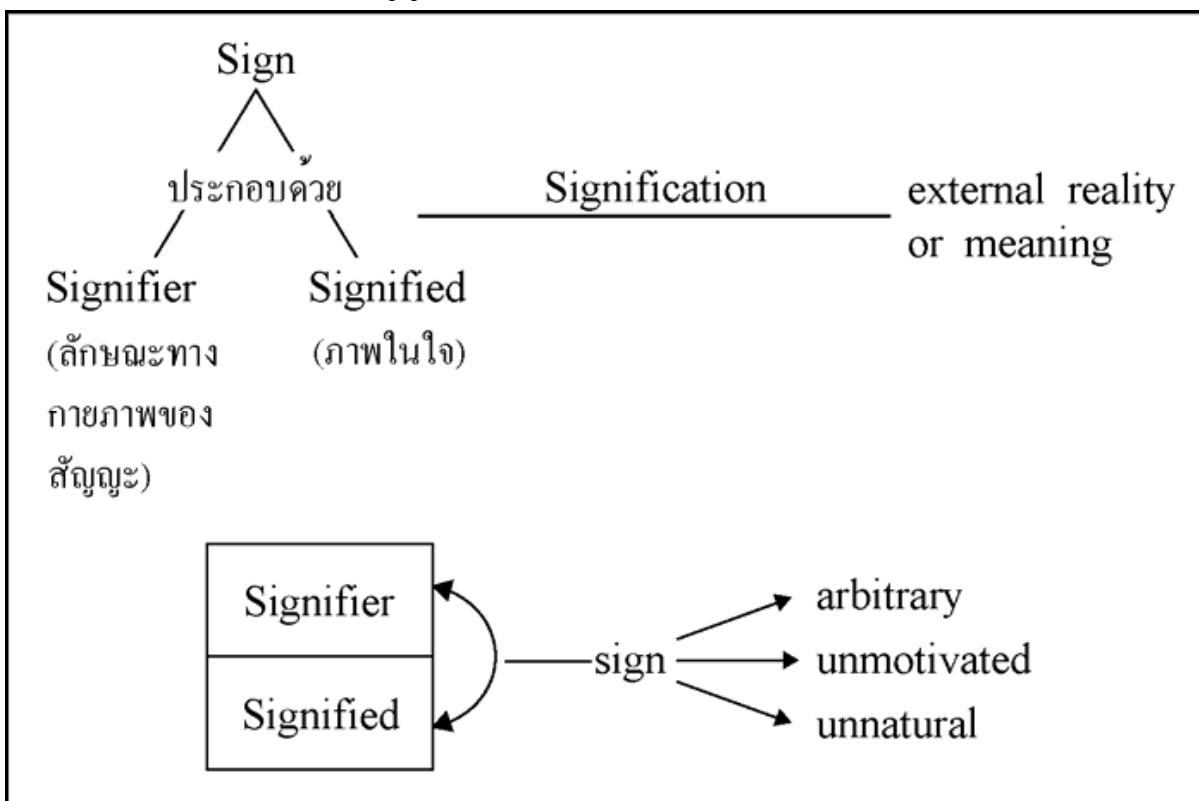 Sign
ประกอบด้วย
Signification
external reality
or meaning
Signifier
Signified
(ลักษณะทาง
(ภาพในใจ)
กายภาพของ
สัญญะ)
Signifier
Signified
sign
arbitrary
unmotivated
unnatural